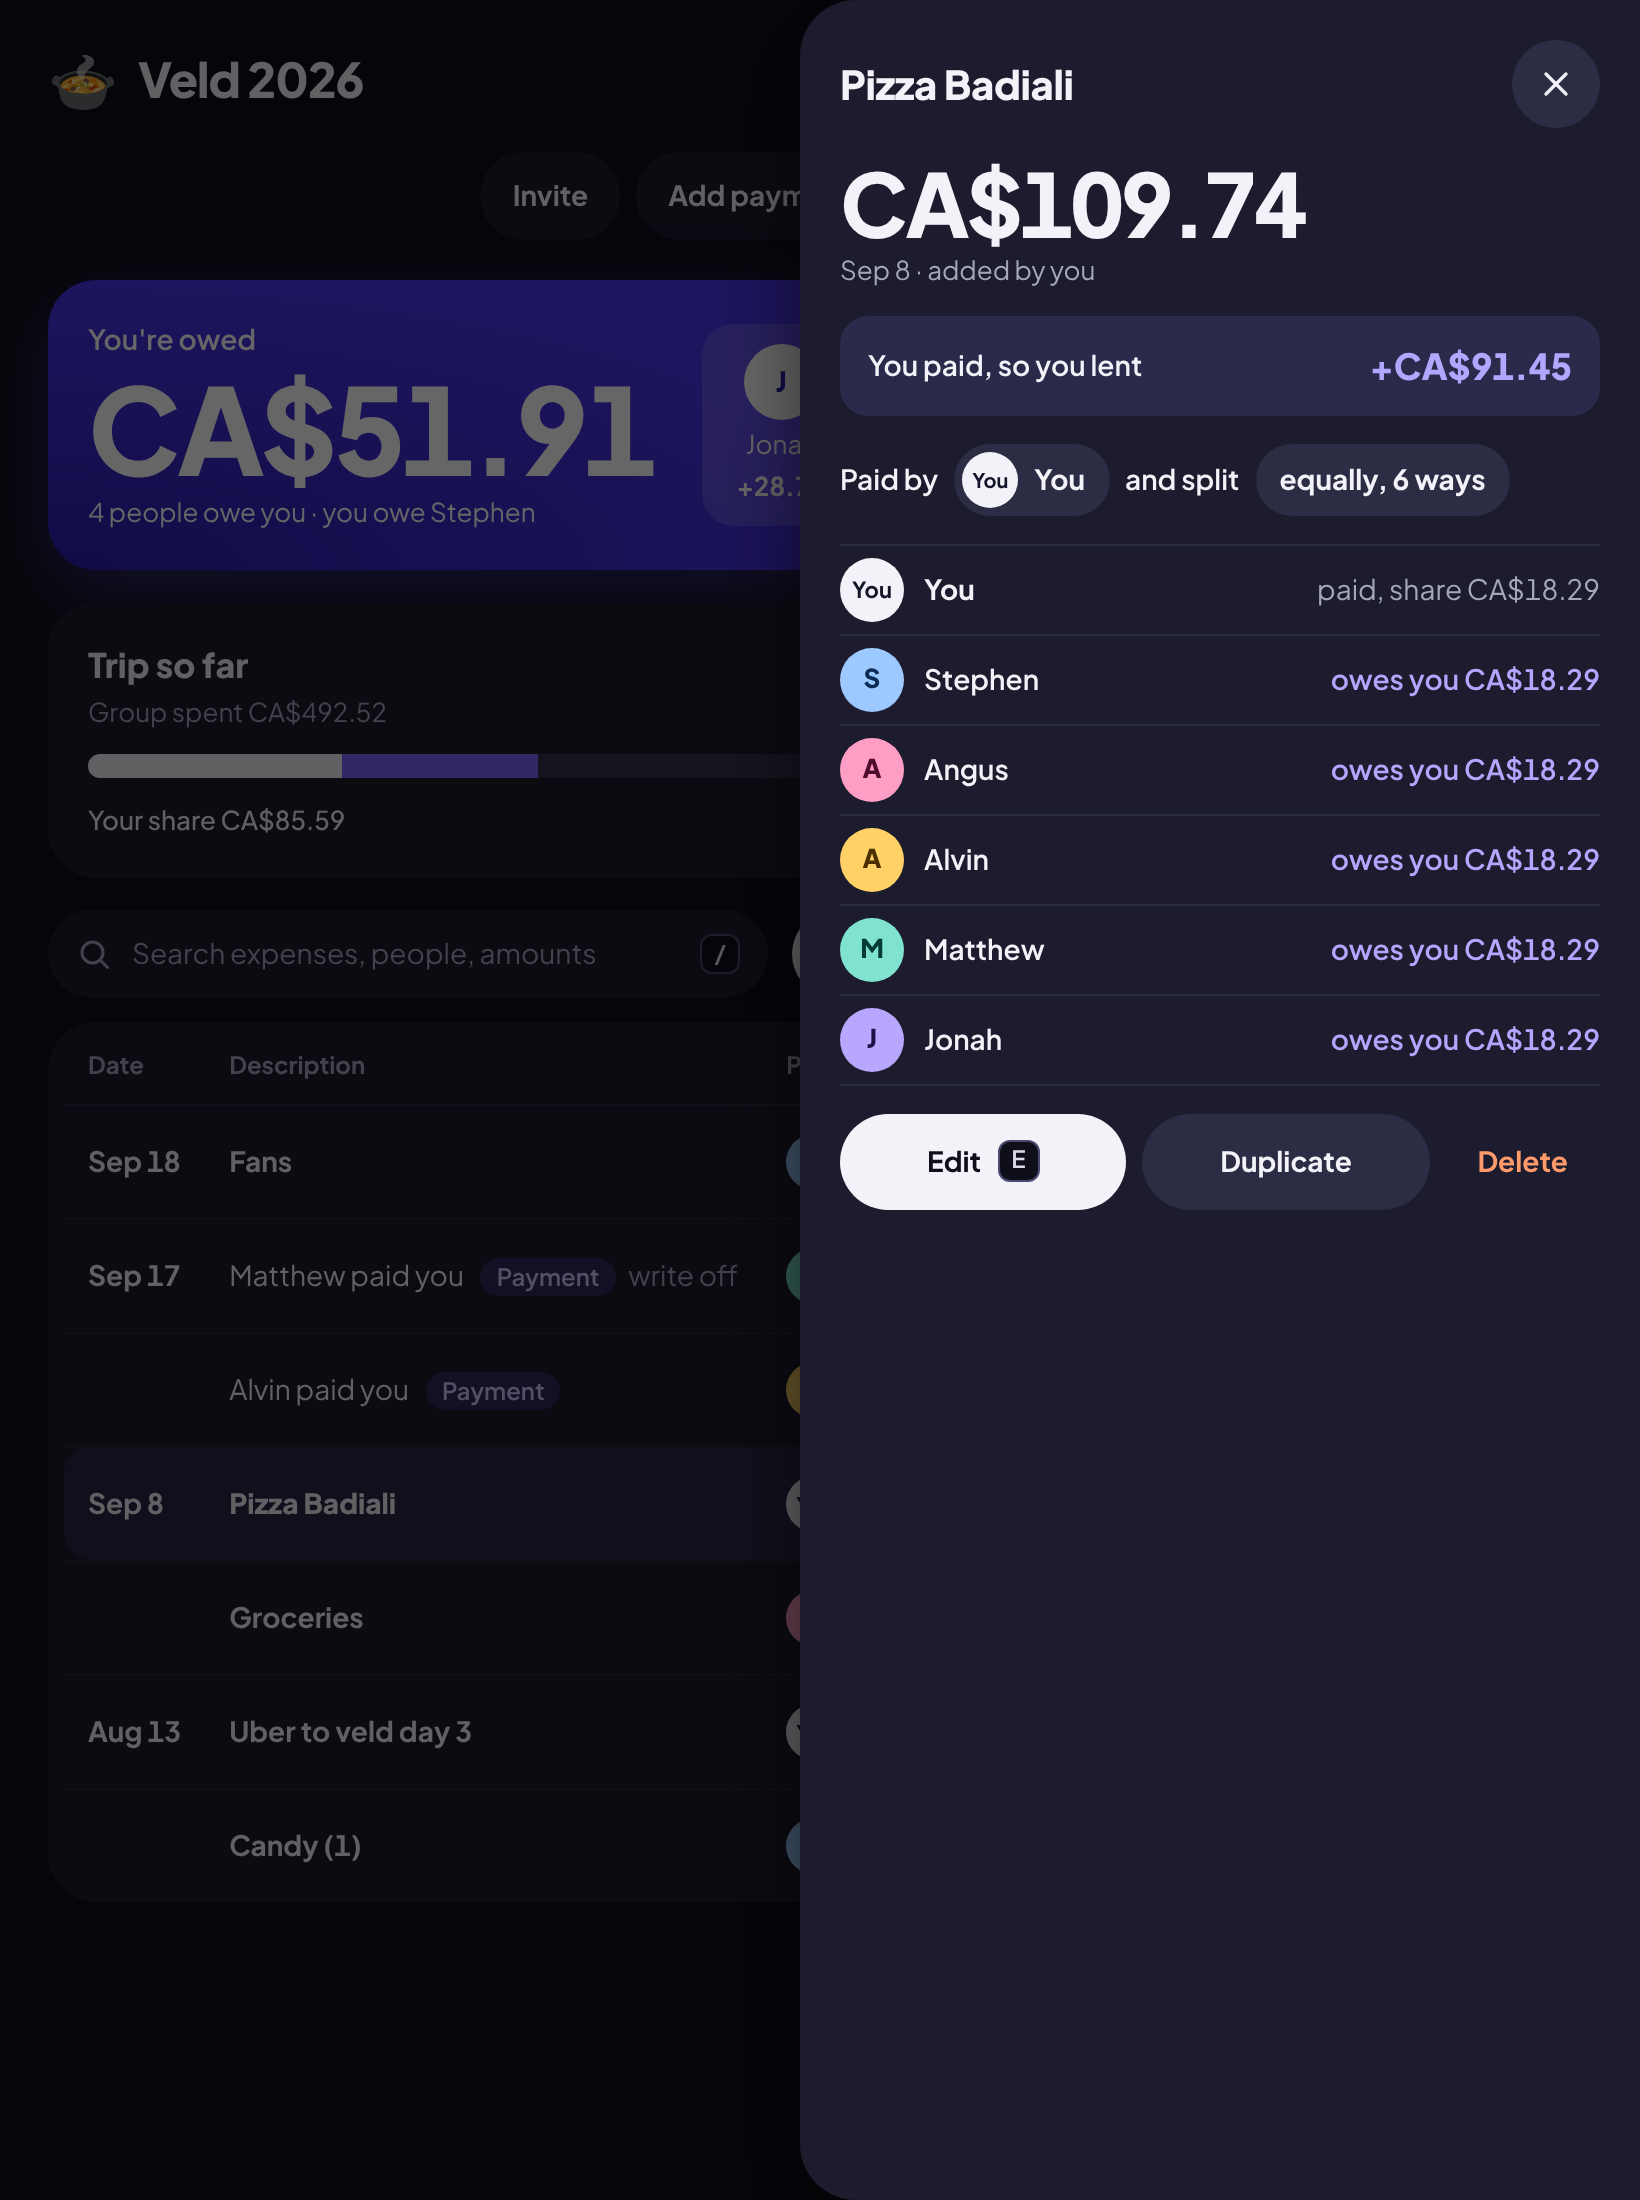 Veld 2026
Invite
Add paym
You're owed
CA$51.91
4 people owe you · you owe Stephen
J
Jona
+28.7
Trip so far
Group spent CA$492.52
Your share CA$85.59
Search expenses, people, amounts /
Date Description P
Sep 18 Fans
Sep 17 Matthew paid you Payment write off
Alvin paid you Payment
Sep 8 Pizza Badiali
Groceries
Aug 13 Uber to veld day 3
Candy (1)
Pizza Badiali
CA$109.74
Sep 8 · added by you
You paid, so you lent +CA$91.45
Paid by You You and split equally, 6 ways
You You paid, share CA$18.29
S Stephen owes you CA$18.29
A Angus owes you CA$18.29
A Alvin owes you CA$18.29
M Matthew owes you CA$18.29
J Jonah owes you CA$18.29
Edit E Duplicate Delete